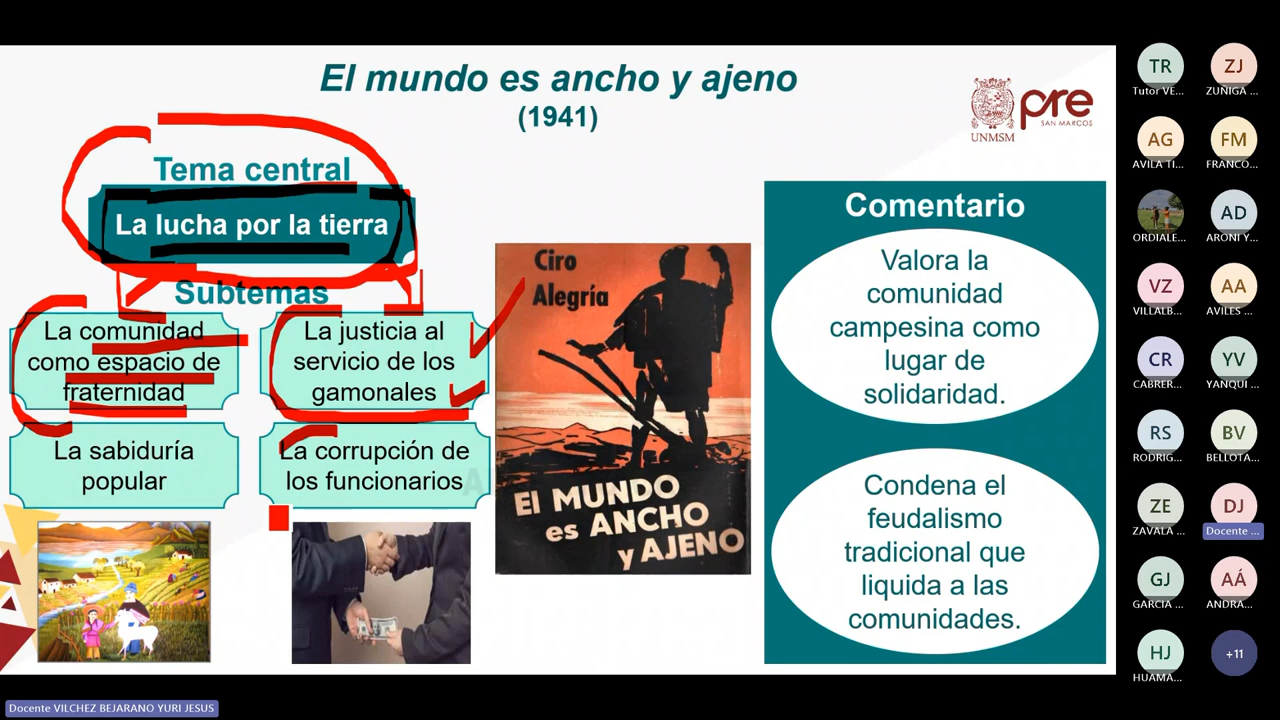 El mundo es ancho y ajeno
(1941)
UNMSM
pre
SAN MARCOS
Tema central
La lucha por la tierra
Subtemas
La comunidad
como espacio de
fraternidad
La justicia al
servicio de los
gamonales
La sabiduría
popular
La corrupción de
los funcionarios
Ciro
Alegría
El MUNDO
es ANCHO
y AJENO
Comentario
Valora la
comunidad
campesina como
lugar de
solidaridad.
Condena el
feudalismo
tradicional que
liquida a las
comunidades.
TR
Tutor VE...
ZJ
ZUÑIGA ...
AG
AVILA TI...
FM
FRANCO...
ORDIALE...
AD
ARONI Y...
VZ
VILLALB...
AA
AVILES ...
CR
CABRER...
YV
YANQUI ...
RS
RODRIG...
BV
BELLOTA...
ZE
ZAVALA ...
DJ
Docente ...
GJ
GARCIA ...
AÁ
ANDRA...
HJ
HUAMA...
+11
Docente VILCHEZ BEJARANO YURI JESUS